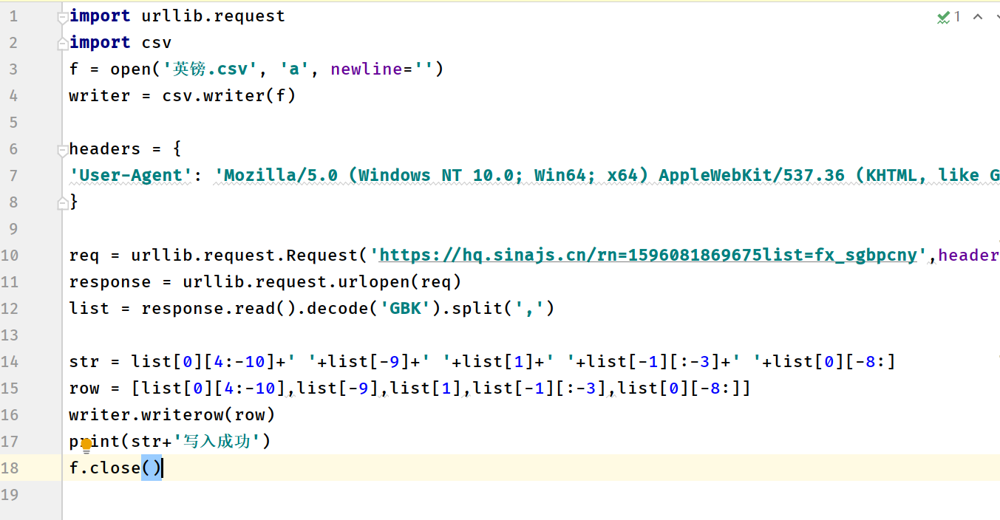 1 import urllib.request
2 import csv
3 f = open('英镑.csv', 'a', newline='')
4 writer = csv.writer(f)
5
6 headers = {
7 'User-Agent': 'Mozilla/5.0 (Windows NT 10.0; Win64; x64) AppleWebKit/537.36 (KHTML, like G
8 }
9
10 req = urllib.request.Request('https://hq.sinajs.cn/rn=1596081869675list=fx_sgbpcny',header
11 response = urllib.request.urlopen(req)
12 list = response.read().decode('GBK').split(',')
13
14 str = list[0][4:-10]+' '+list[-9]+' '+list[1]+' '+list[-1][:-3]+' '+list[0][-8:]
15 row = [list[0][4:-10],list[-9],list[1],list[-1][:-3],list[0][-8:]]
16 writer.writerow(row)
17 print(str+'写入成功')
18 f.close()
19
1